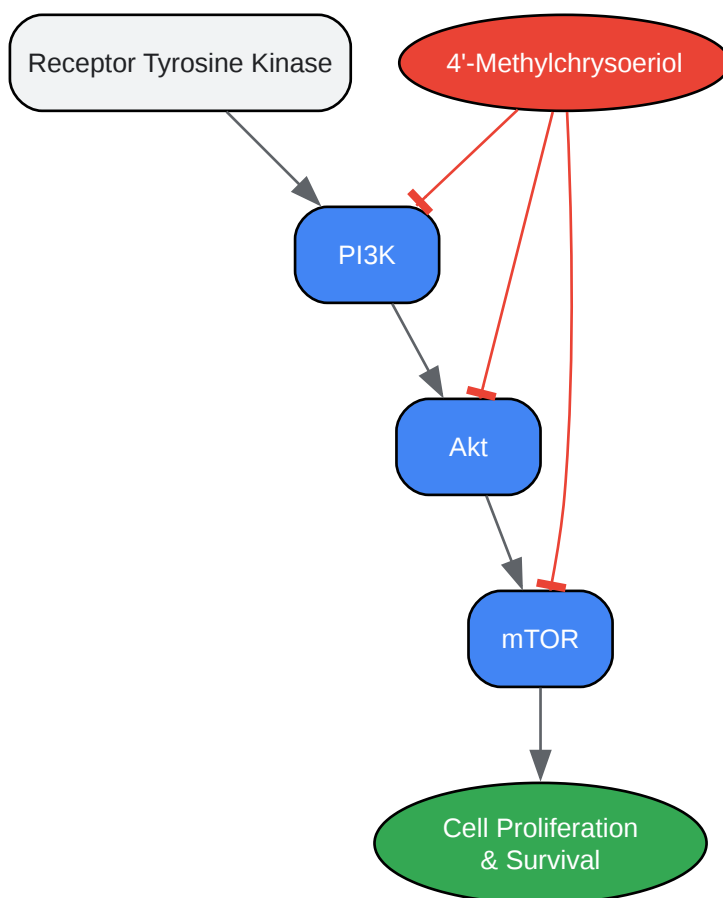 Receptor Tyrosine Kinase
4'-Methylchrysoeriol
PI3K
Akt
mTOR
Cell Proliferation
& Survival